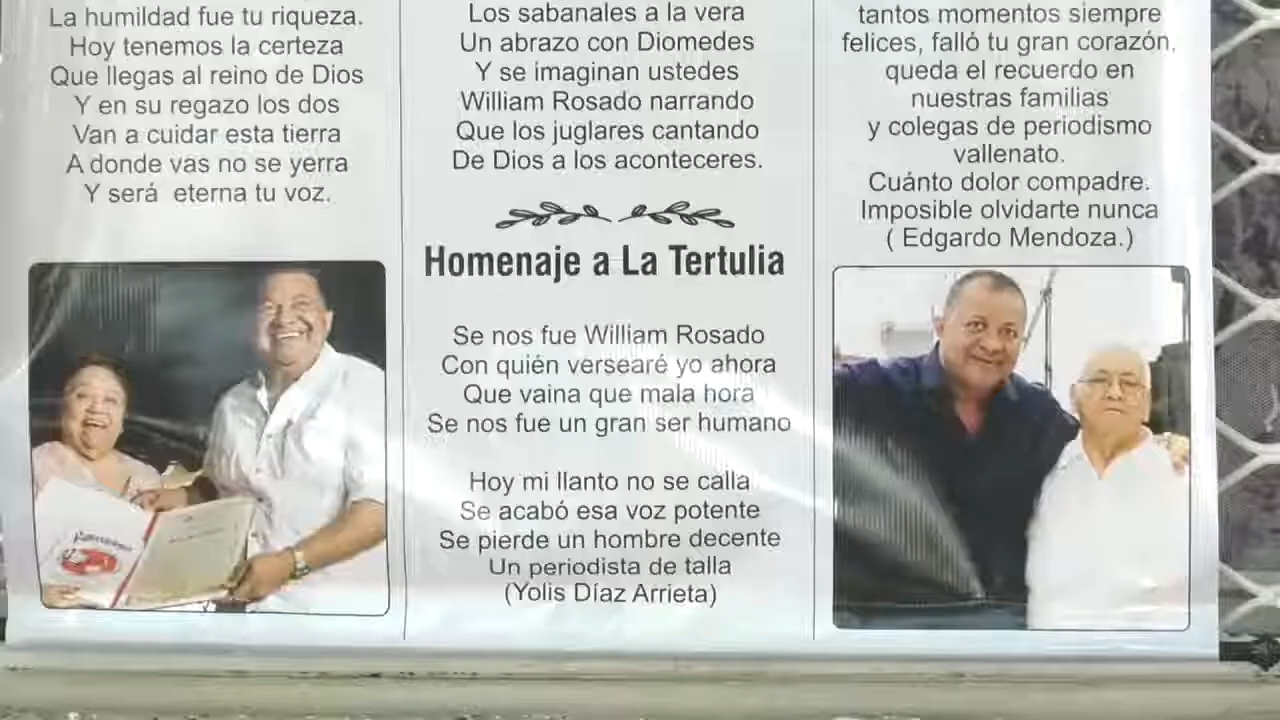 La humildad fue tu riqueza.
Hoy tenemos la certeza
Que llegas al reino de Dios
Y en su regazo los dos
Van a cuidar esta tierra
A donde vas no se yerra
Y será eterna tu voz.
Los sabanales a la vera
Un abrazo con Diomedes
Y se imaginan ustedes
William Rosado narrando
Que los juglares cantando
De Dios a los aconteceres.
Homenaje a La Tertulia
Se nos fue William Rosado
Con quién versearé yo ahora
Que vaina que mala hora
Se nos fue un gran ser humano
Hoy mi llanto no se calla
Se acabó esa voz potente
Se pierde un hombre decente
Un periodista de talla
(Yolis Díaz Arrieta)
tantos momentos siempre
felices, falló tu gran corazón,
queda el recuerdo en
nuestras familias
y colegas de periodismo
vallenato.
Cuánto dolor compadre.
Imposible olvidarte nunca
( Edgardo Mendoza.)